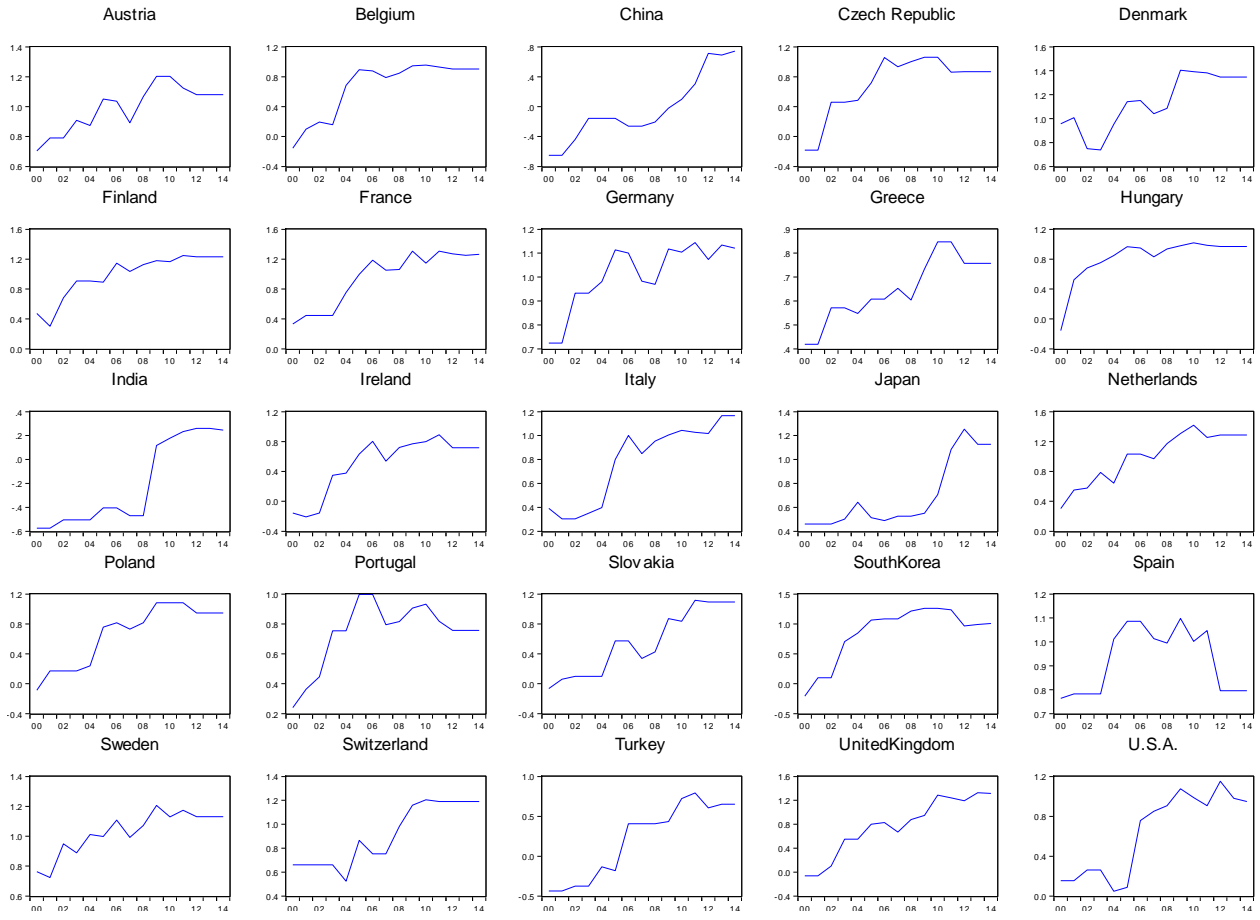 Austria
1.4
1.2
1.0
0.8
0.6
00 02 04 06 08 10 12 14
Belgium
1.2
0.8
0.4
0.0
-0.4
00 02 04 06 08 10 12 14
China
.8
.4
.0
-.4
-.8
00 02 04 06 08 10 12 14
Czech Republic
1.2
0.8
0.4
0.0
-0.4
00 02 04 06 08 10 12 14
Denmark
1.6
1.4
1.2
1.0
0.8
0.6
00 02 04 06 08 10 12 14
Finland
1.6
1.2
0.8
0.4
0.0
00 02 04 06 08 10 12 14
France
1.6
1.2
0.8
0.4
0.0
00 02 04 06 08 10 12 14
Germany
1.2
1.1
1.0
0.9
0.8
0.7
00 02 04 06 08 10 12 14
Greece
.9
.8
.7
.6
.5
.4
00 02 04 06 08 10 12 14
Hungary
1.2
0.8
0.4
0.0
-0.4
00 02 04 06 08 10 12 14
India
.4
.2
.0
-.2
-.4
-.6
00 02 04 06 08 10 12 14
Ireland
1.2
0.8
0.4
0.0
-0.4
00 02 04 06 08 10 12 14
Italy
1.2
1.0
0.8
0.6
0.4
0.2
00 02 04 06 08 10 12 14
Japan
1.4
1.2
1.0
0.8
0.6
0.4
00 02 04 06 08 10 12 14
Netherlands
1.6
1.2
0.8
0.4
0.0
00 02 04 06 08 10 12 14
Poland
1.2
0.8
0.4
0.0
-0.4
00 02 04 06 08 10 12 14
Portugal
1.0
0.8
0.6
0.4
0.2
00 02 04 06 08 10 12 14
Slovakia
1.2
0.8
0.4
0.0
-0.4
00 02 04 06 08 10 12 14
SouthKorea
1.5
1.0
0.5
0.0
-0.5
00 02 04 06 08 10 12 14
Spain
1.2
1.1
1.0
0.9
0.8
0.7
00 02 04 06 08 10 12 14
Sweden
1.4
1.2
1.0
0.8
0.6
00 02 04 06 08 10 12 14
Switzerland
1.4
1.2
1.0
0.8
0.6
0.4
00 02 04 06 08 10 12 14
Turkey
1.0
0.5
0.0
-0.5
00 02 04 06 08 10 12 14
UnitedKingdom
1.6
1.2
0.8
0.4
0.0
-0.4
00 02 04 06 08 10 12 14
U.S.A.
1.2
0.8
0.4
0.0
00 02 04 06 08 10 12 14